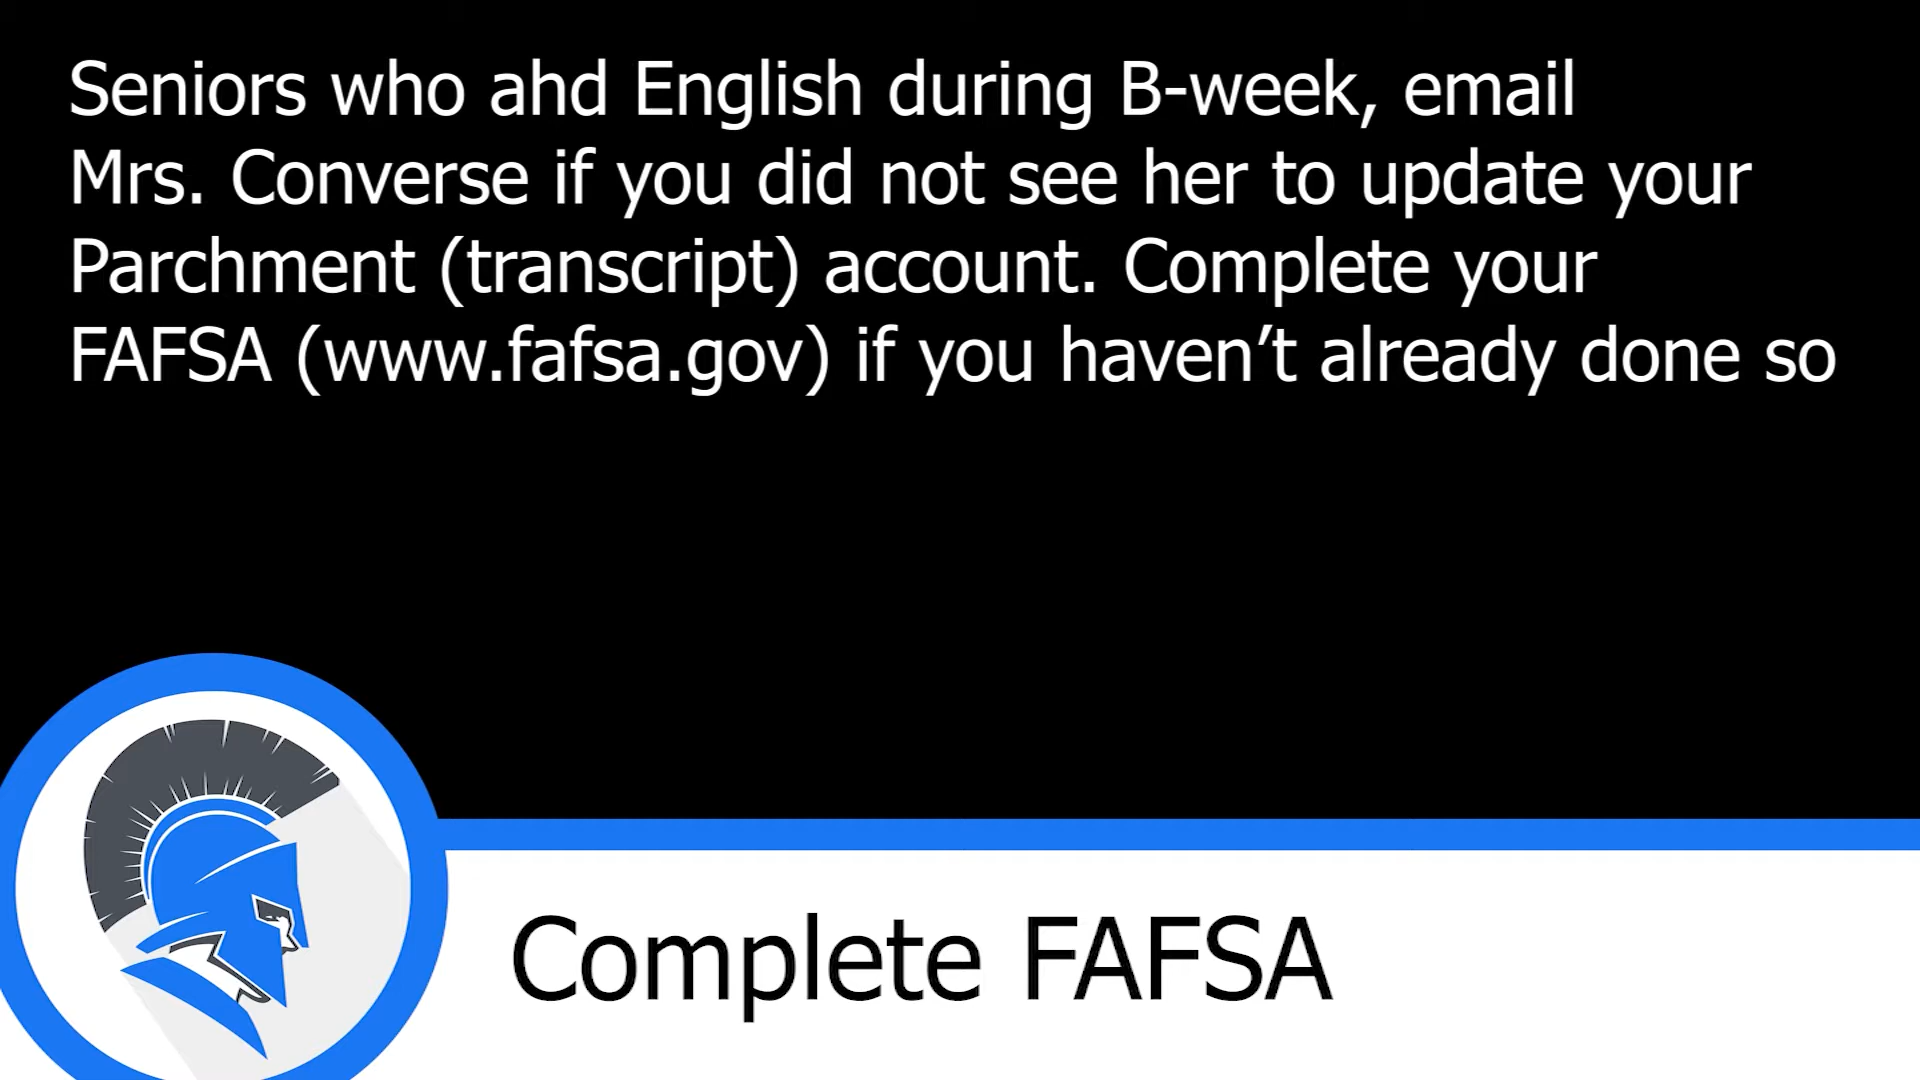 Seniors who ahd English during B-week, email
Mrs. Converse if you did not see her to update your
Parchment (transcript) account. Complete your
FAFSA (www.fafsa.gov) if you haven’t already done so
Complete FAFSA